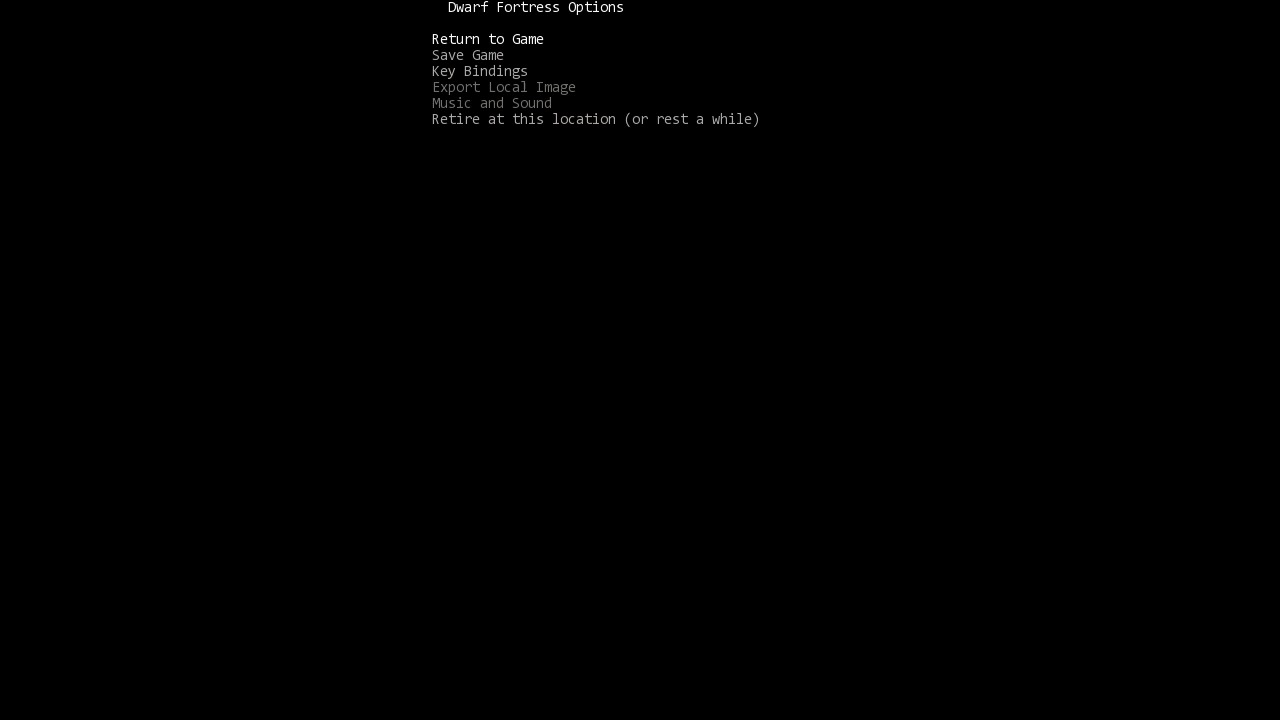 Dwarf Fortress Options
Return to Game
Save Game
Key Bindings
Export Local Image
Music and Sound
Retire at this location (or rest a while)